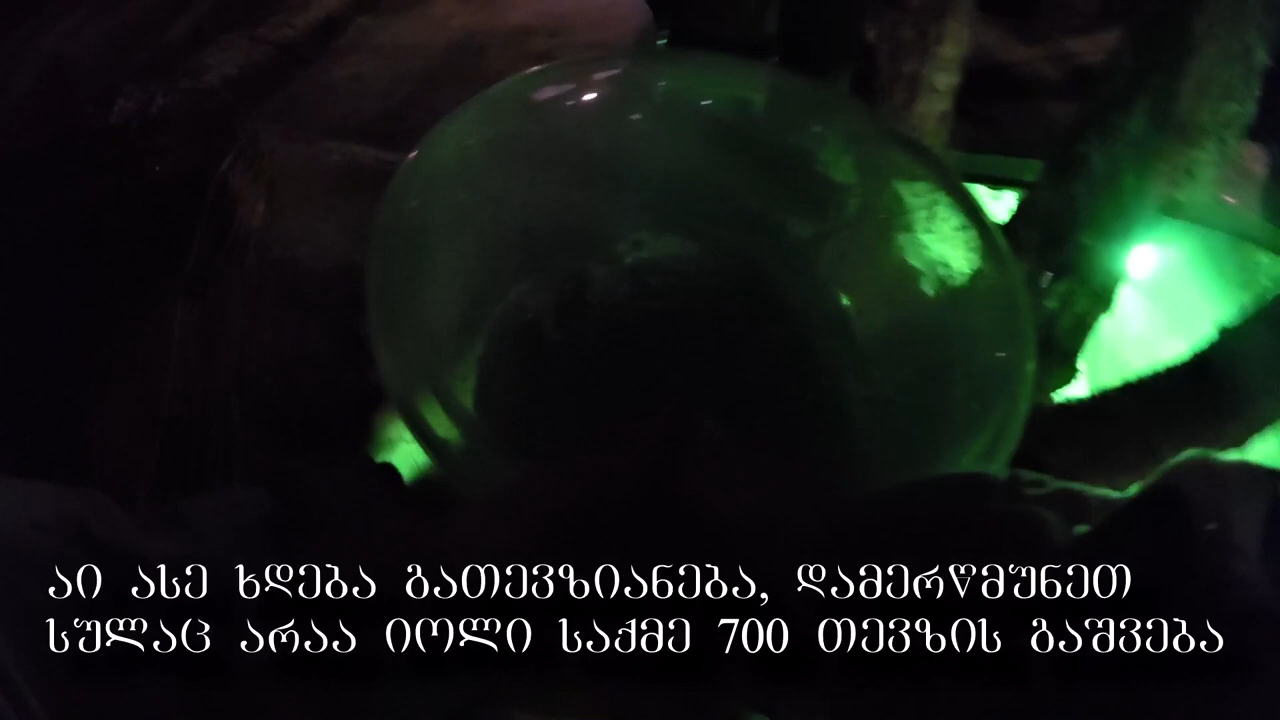 აი ასე ხდება გათევზიანება, დამერწმუნეთ
სულაც არაა იოლი საქმე 700 თევზის გაშვება